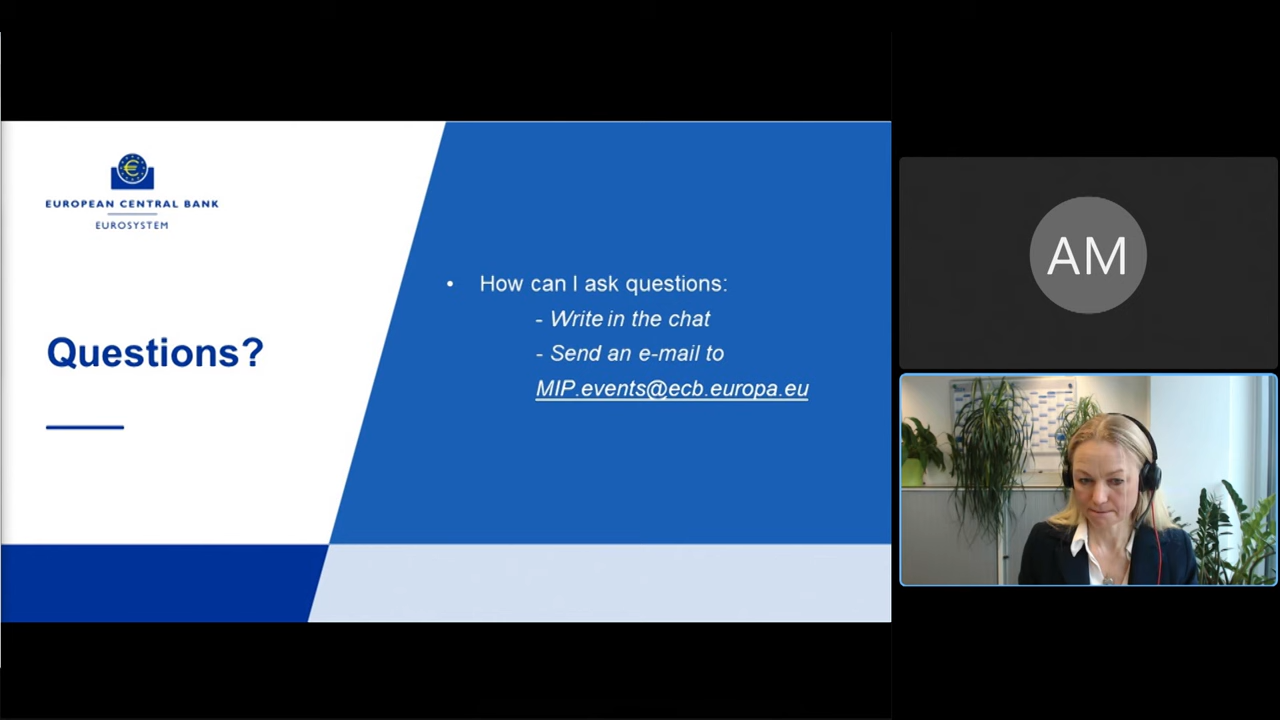 EUROPEAN CENTRAL BANK
EUROSYSTEM
Questions?
• How can I ask questions:
- Write in the chat
- Send an e-mail to
MIP.events@ecb.europa.eu
AM